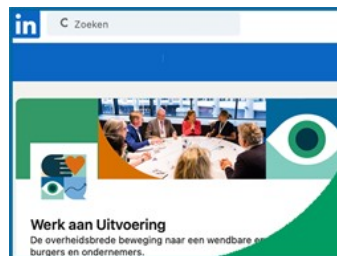 in
Zoeken
Werk aan Uitvoering
De overheidsbrede beweging naar een wendbare
burgers en ondernemers.